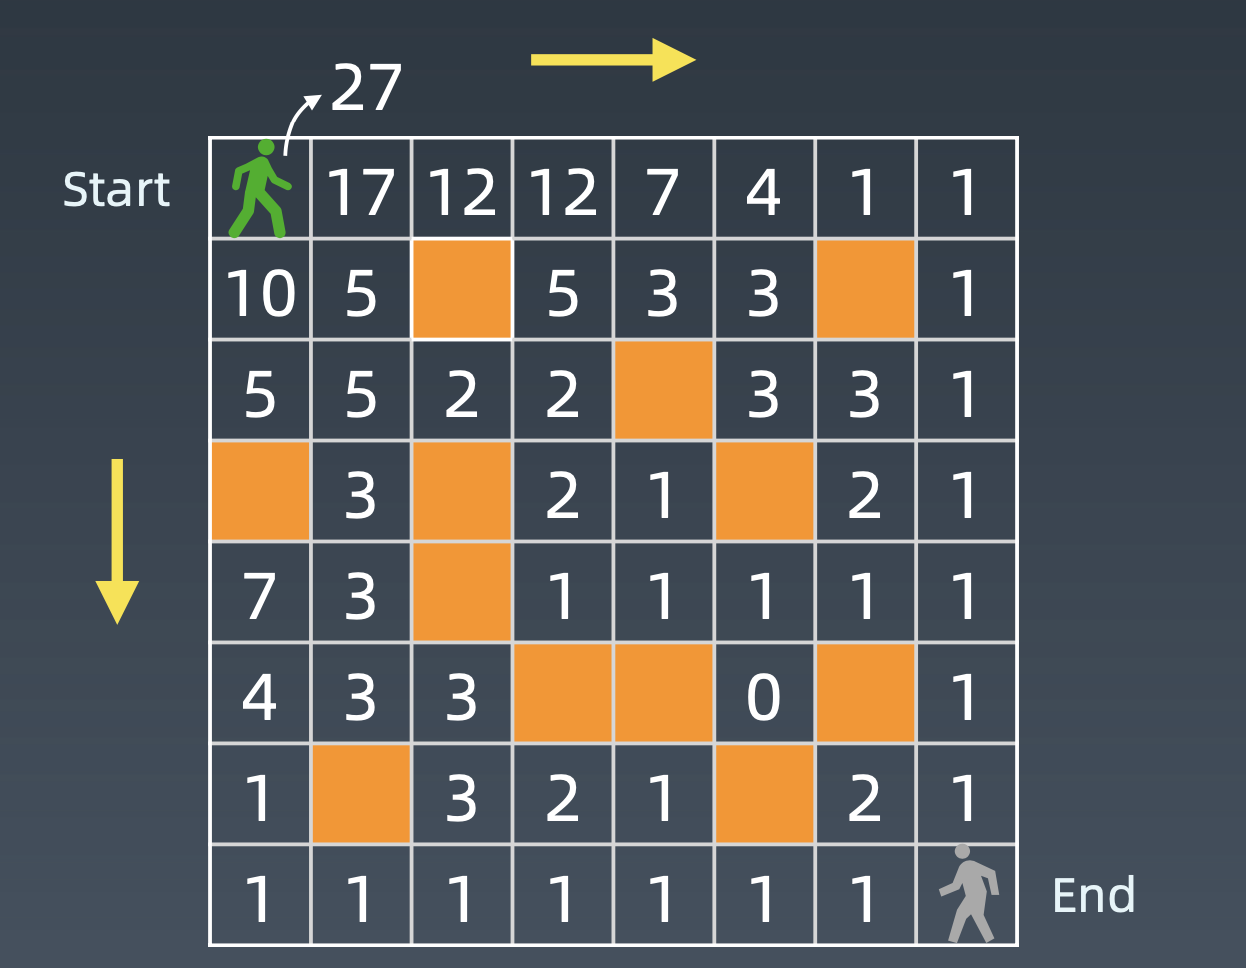 27
Start 17 12 12 7 4 1 1
10 5 5 3 3 1
5 5 2 2 3 3 1
3 2 1 2 1
7 3 1 1 1 1 1
4 3 3 0 1
1 3 2 1 2 1
1 1 1 1 1 1 1 End